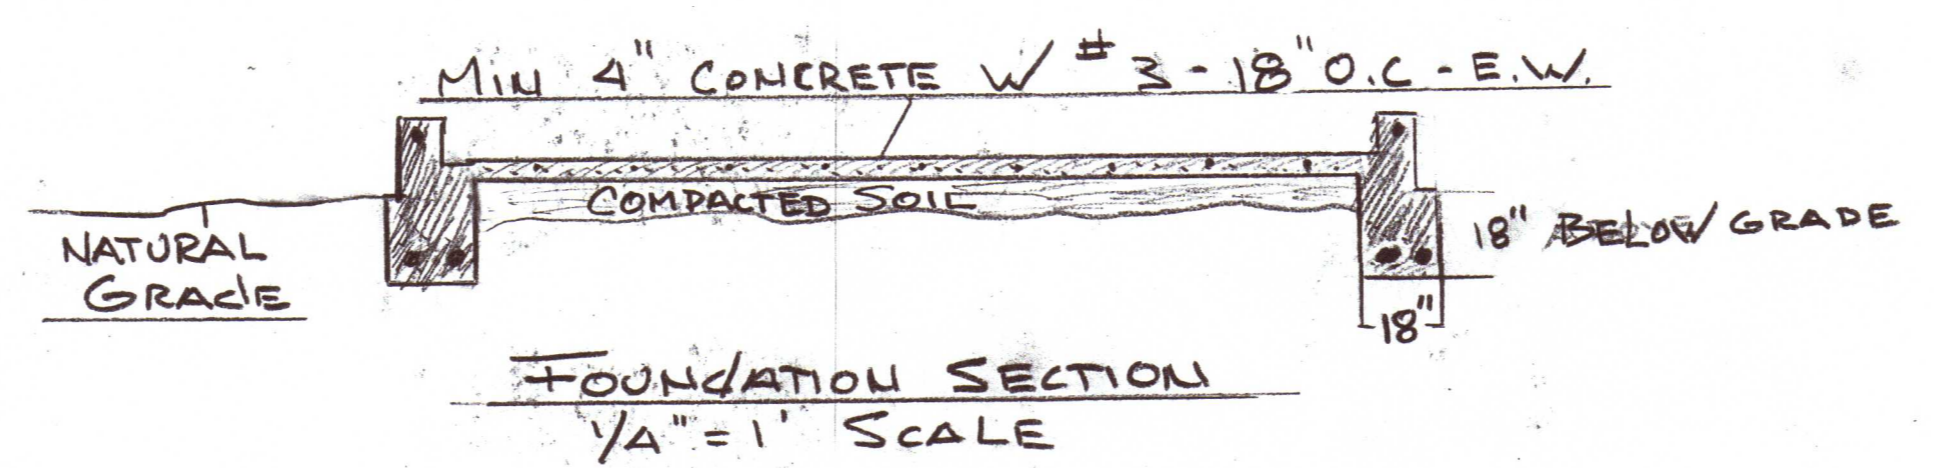 MIN 4" CONCRETE W #3 - 18" O.C - E.W.
COMPACTED SOIL
NATURAL
GRADE
18" BELOW GRADE
18"
FOUNDATION SECTION
1/4" = 1' SCALE